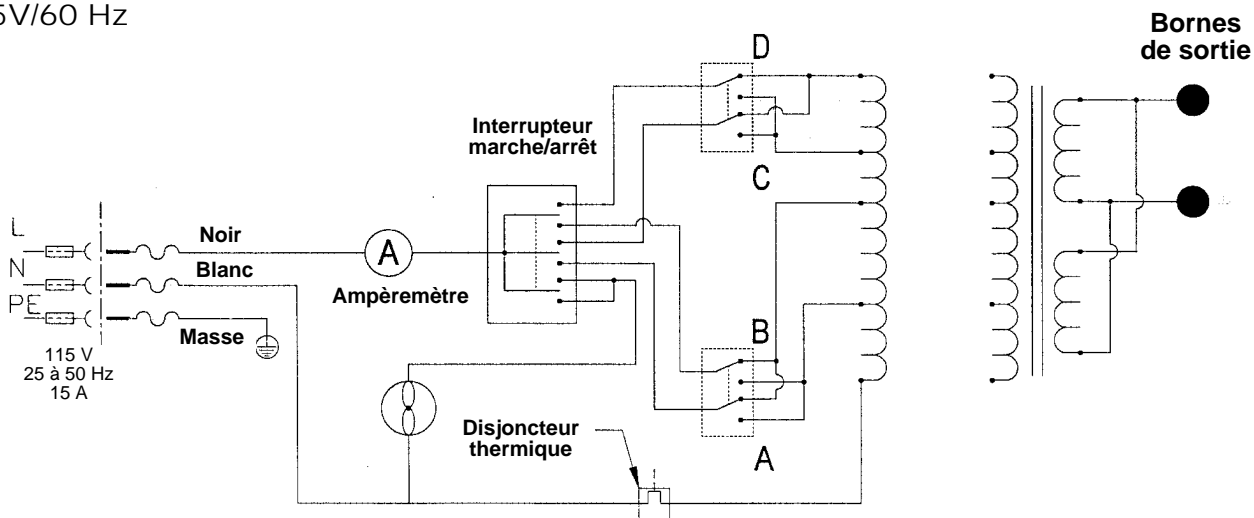 5V/60 Hz
Bornes
de sortie
D
Interrupteur
marche/arrêt
C
L
Noir
A
N
Blanc
Ampèremètre
PE
Masse
B
115 V
25 à 50 Hz
15 A
Disjoncteur
thermique
A